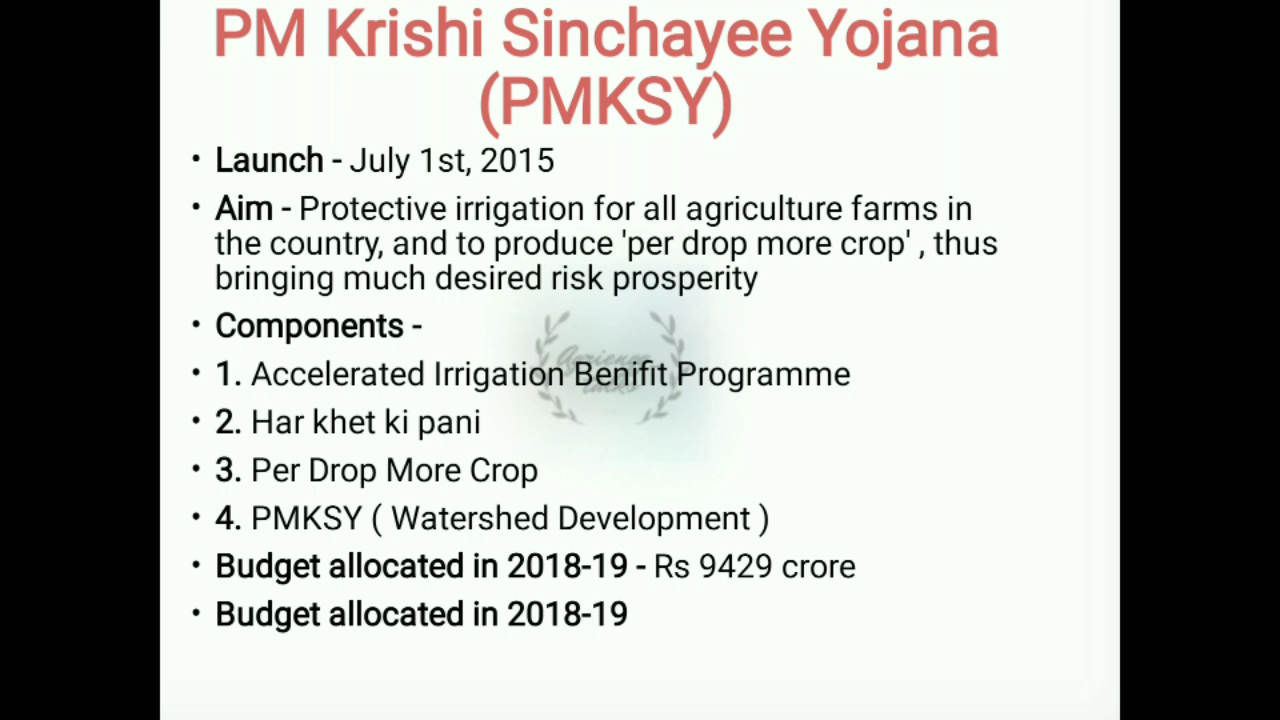 PM Krishi Sinchayee Yojana
(PMKSY)
• Launch - July 1st, 2015
• Aim - Protective irrigation for all agriculture farms in
the country, and to produce 'per drop more crop' , thus
bringing much desired risk prosperity
• Components -
• 1. Accelerated Irrigation Benifit Programme
• 2. Har khet ki pani
• 3. Per Drop More Crop
• 4. PMKSY ( Watershed Development )
• Budget allocated in 2018-19 - Rs 9429 crore
• Budget allocated in 2018-19